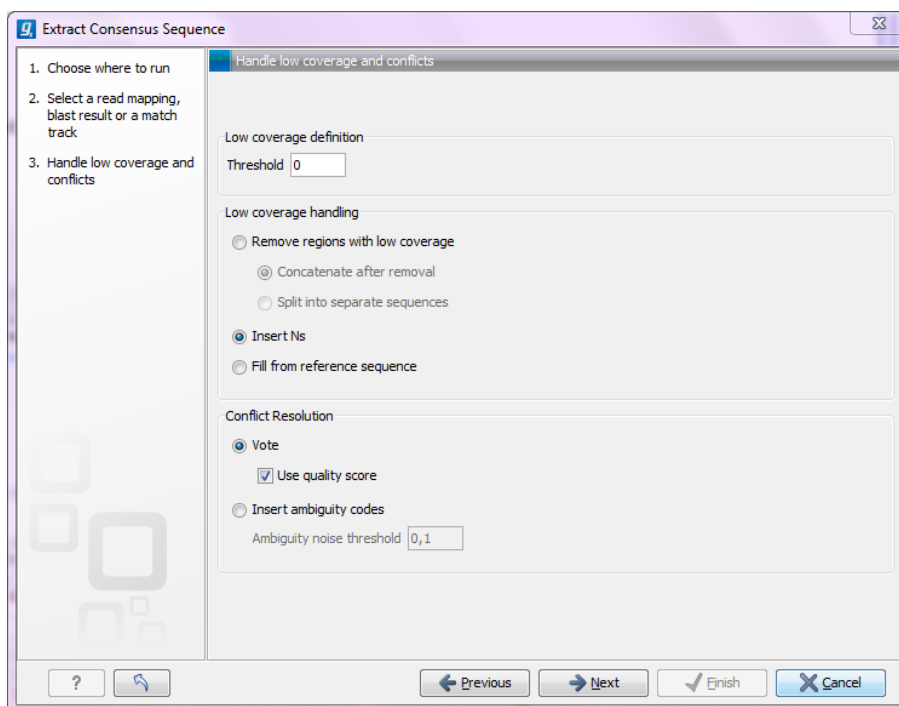 Extract Consensus Sequence
1. Choose where to run
2. Select a read mapping,
blast result or a match
track
3. Handle low coverage and
conflicts
Handle low coverage and conflicts
Low coverage definition
Threshold 0
Low coverage handling
Remove regions with low coverage
Concatenate after removal
Split into separate sequences
Insert Ns
Fill from reference sequence
Conflict Resolution
Vote
Use quality score
Insert ambiguity codes
Ambiguity noise threshold 0,1
? Previous Next Finish Cancel